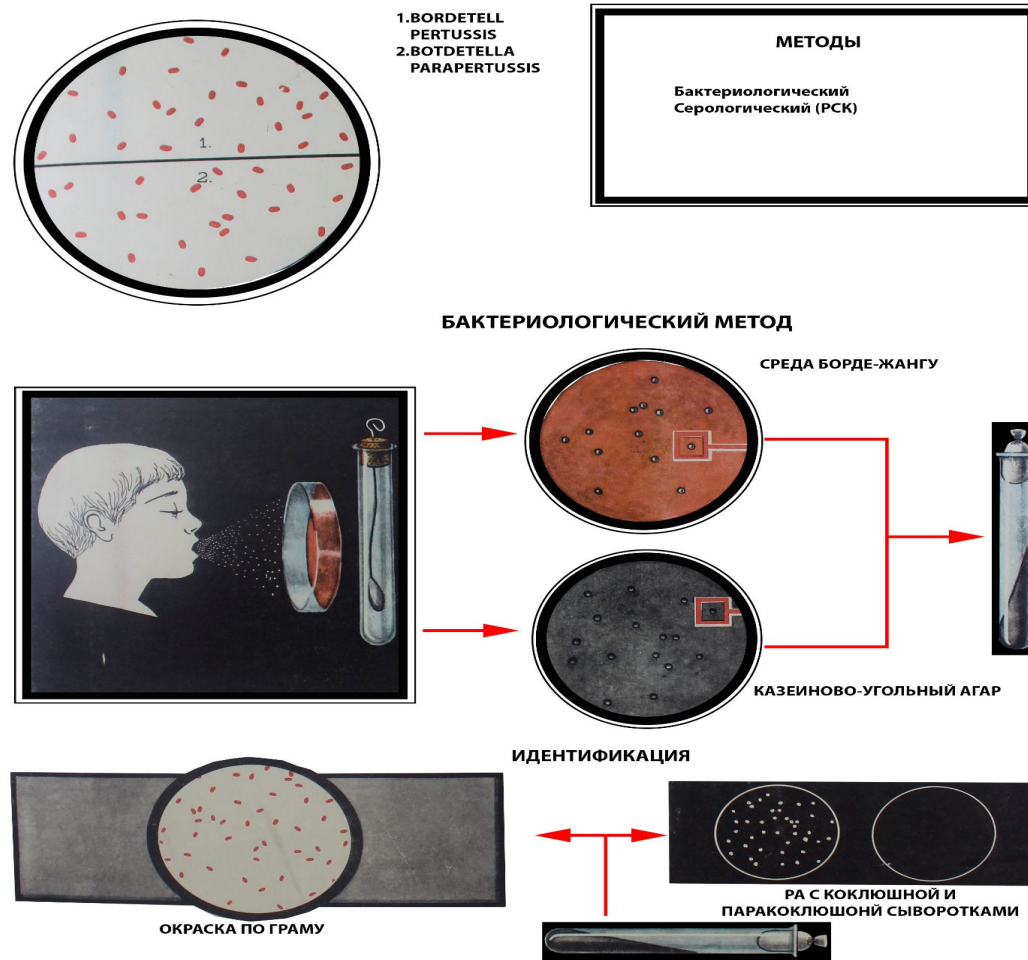 1.BORDETELL
PERTUSSIS
2.BOTDETELLA
PARAPERTUSSIS
МЕТОДЫ
Бактериологический
Серологический (РСК)
1.
2.
БАКТЕРИОЛОГИЧЕСКИЙ МЕТОД
СРЕДА БОРДЕ-ЖАНГУ
КАЗЕИНОВО-УГОЛЬНЫЙ АГАР
ИДЕНТИФИКАЦИЯ
ОКРАСКА ПО ГРАМУ
РА С КОКЛЮШНОЙ И
ПАРАКОКЛЮШОНЙ СЫВОРОТКАМИ